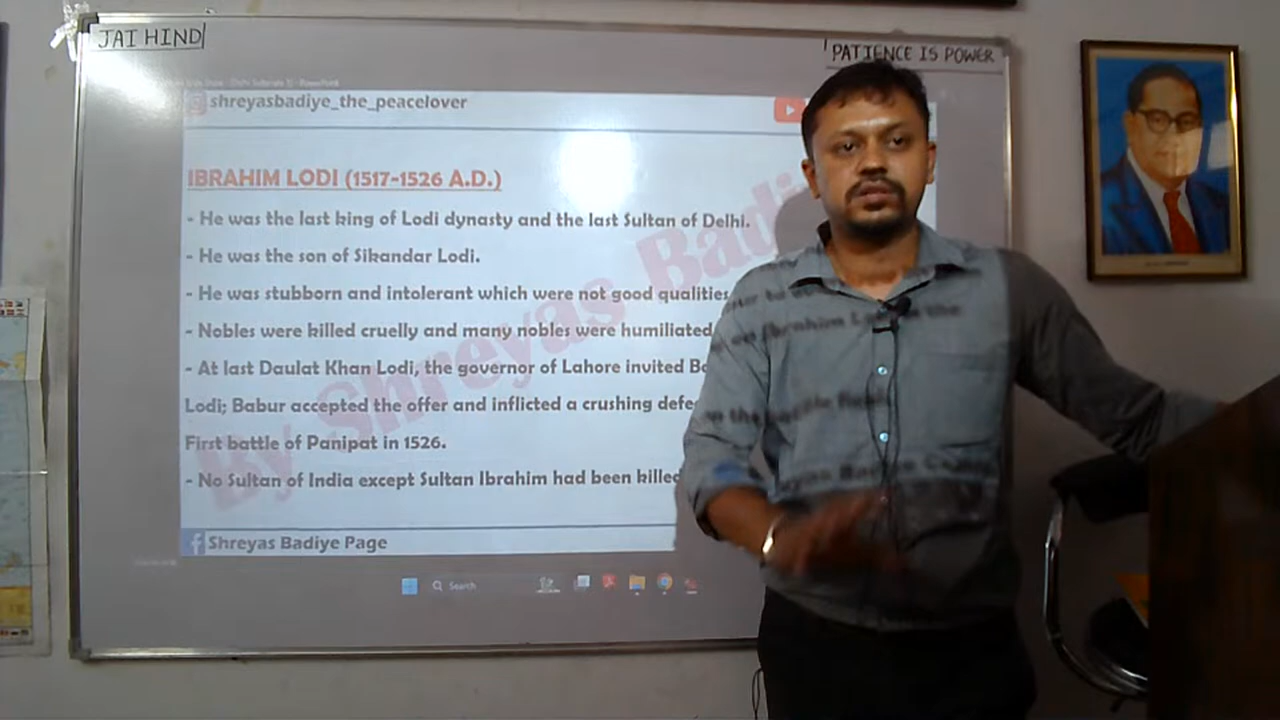 JAI HIND
PATIENCE IS POWER
shreyasbadiye_the_peacelover
IBRAHIM LODI (1517-1526 A.D.)
- He was the last king of Lodi dynasty and the last Sultan of Delhi.
- He was the son of Sikandar Lodi.
- He was stubborn and intolerant which were not good qualities
- Nobles were killed cruelly and many nobles were humiliated
- At last Daulat Khan Lodi, the governor of Lahore invited
Lodi; Babur accepted the offer and inflicted a crushing
First battle of Panipat in 1526.
- No Sultan of India except Sultan Ibrahim had been killed
By Shreyas Badiye
Shreyas Badiye Page
Search